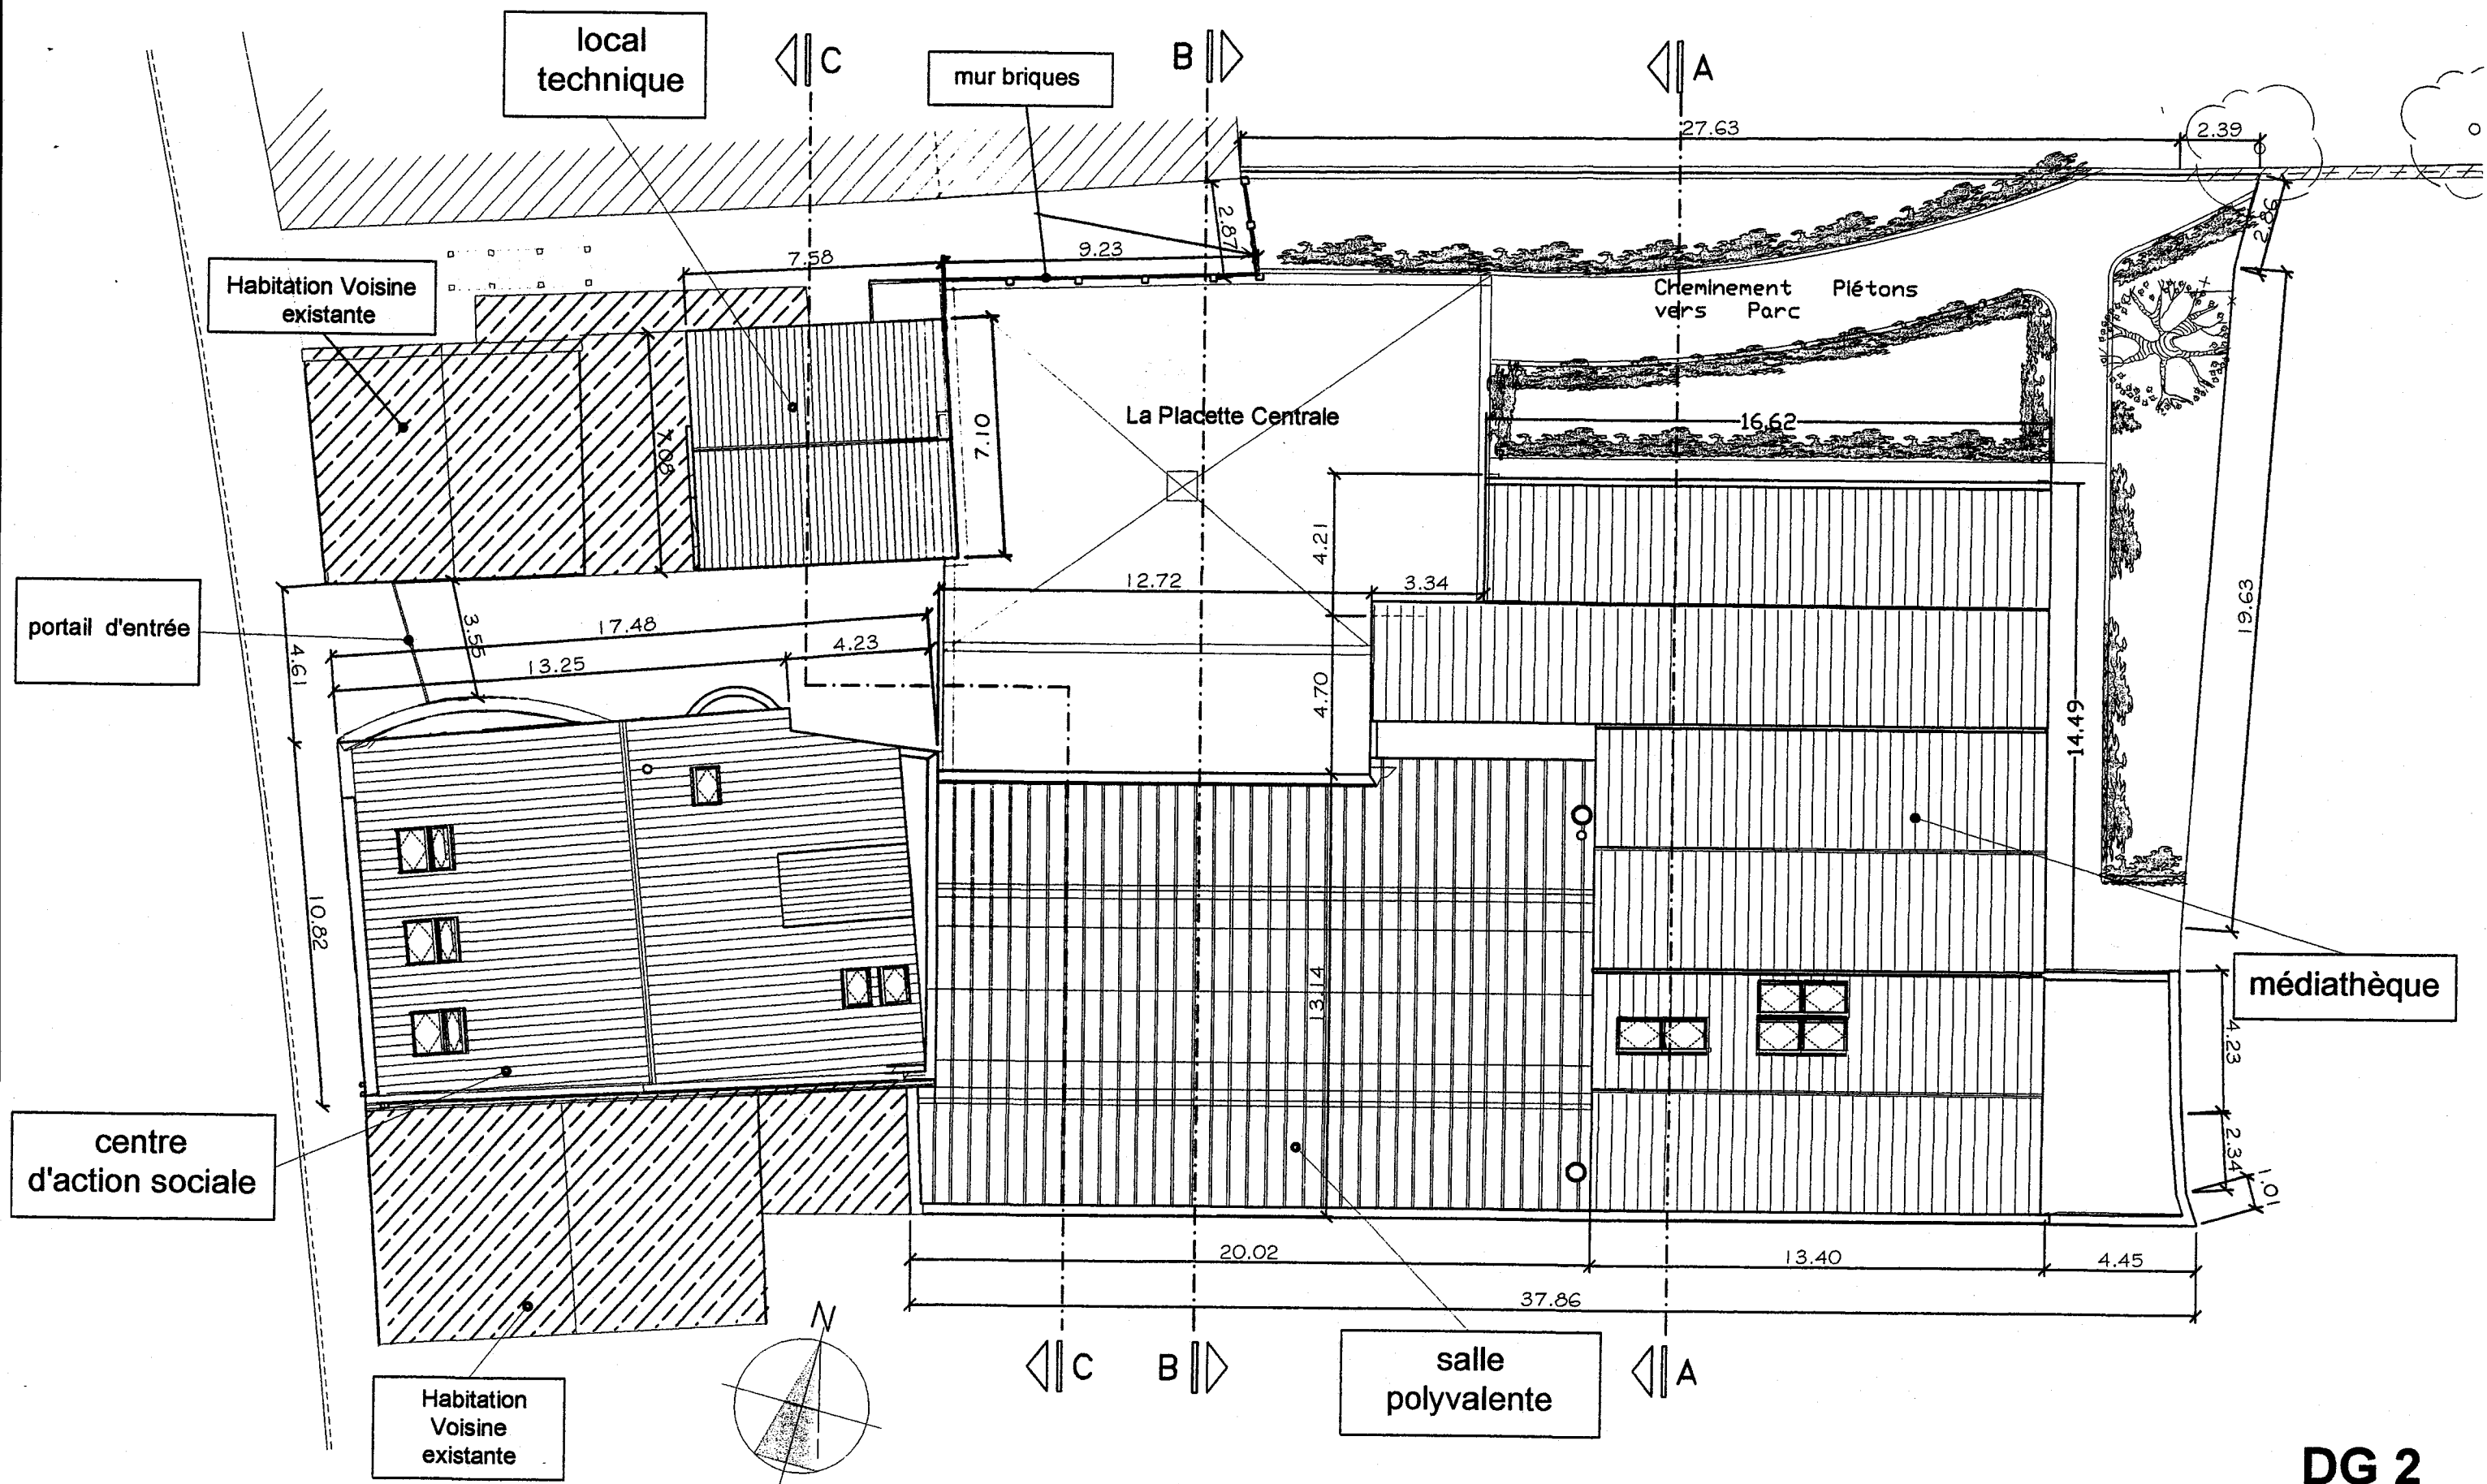 local
technique
C
mur briques
B
A
27.63
2.39
2.87
2.86
7.58
9.23
Habitation Voisine
existante
Cheminement Piétons
vers Parc
La Placette Centrale
16.62
7.08
7.10
4.21
12.72
3.34
portail d'entrée
3.55
17.48
4.23
13.25
4.61
4.70
14.49
19.63
10.82
13.14
médiathèque
4.23
2.34
1.01
centre
d'action sociale
20.02
13.40
4.45
37.86
N
C
B
A
salle
polyvalente
Habitation
Voisine
existante
DG 2